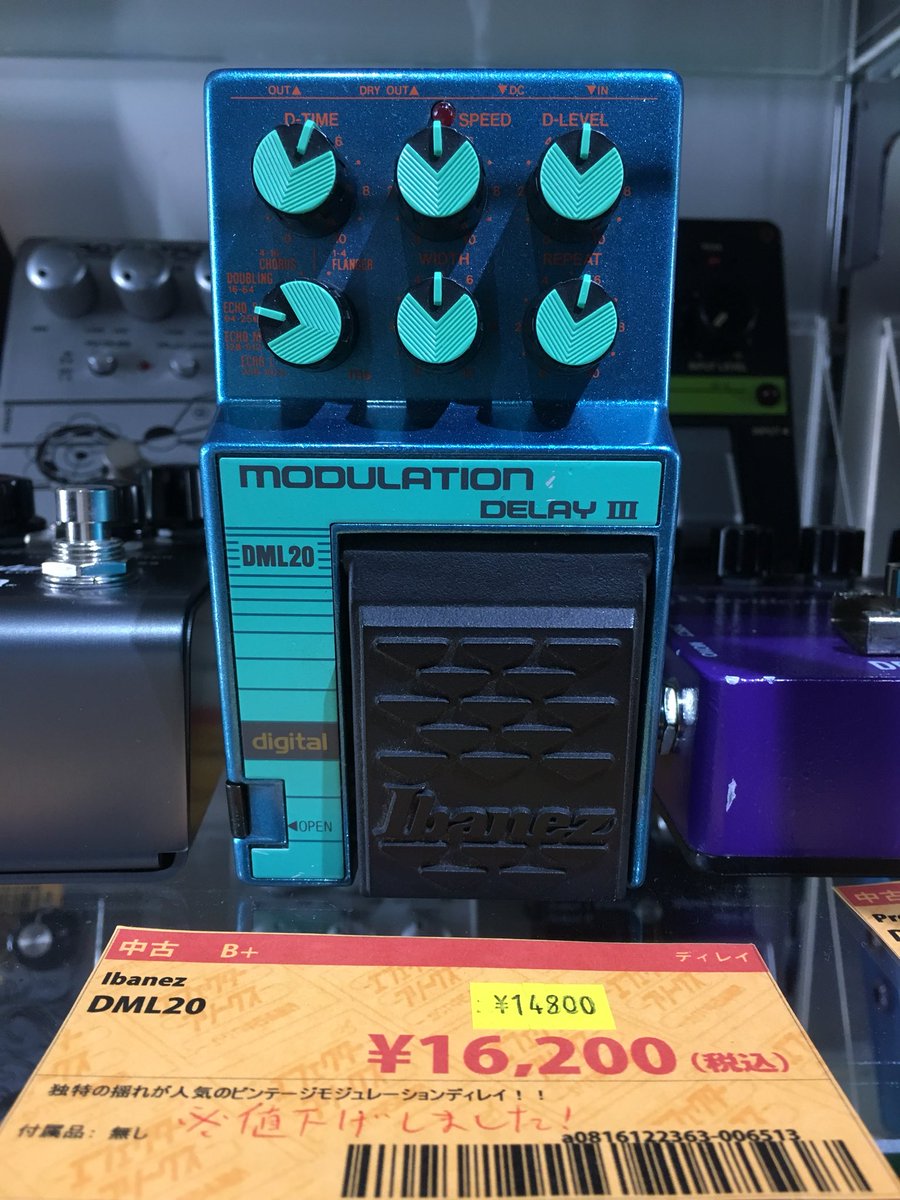 OUT▲ DRY OUT▲ ▼DC ▼IN
D-TIME SPEED D-LEVEL
CHORUS FLANGER WIDTH REPEAT
DOUBLING
MODULATION
DELAY III
DML20
digital
◀OPEN
Ibanez
中古 B+ ディレイ
Ibanez
DML20
¥14800
¥16,200(税込)
独特の揺れが人気のビンテージモジュレーションディレイ！！
付属品: 無し ※値下げしました!
a0816122363-006513